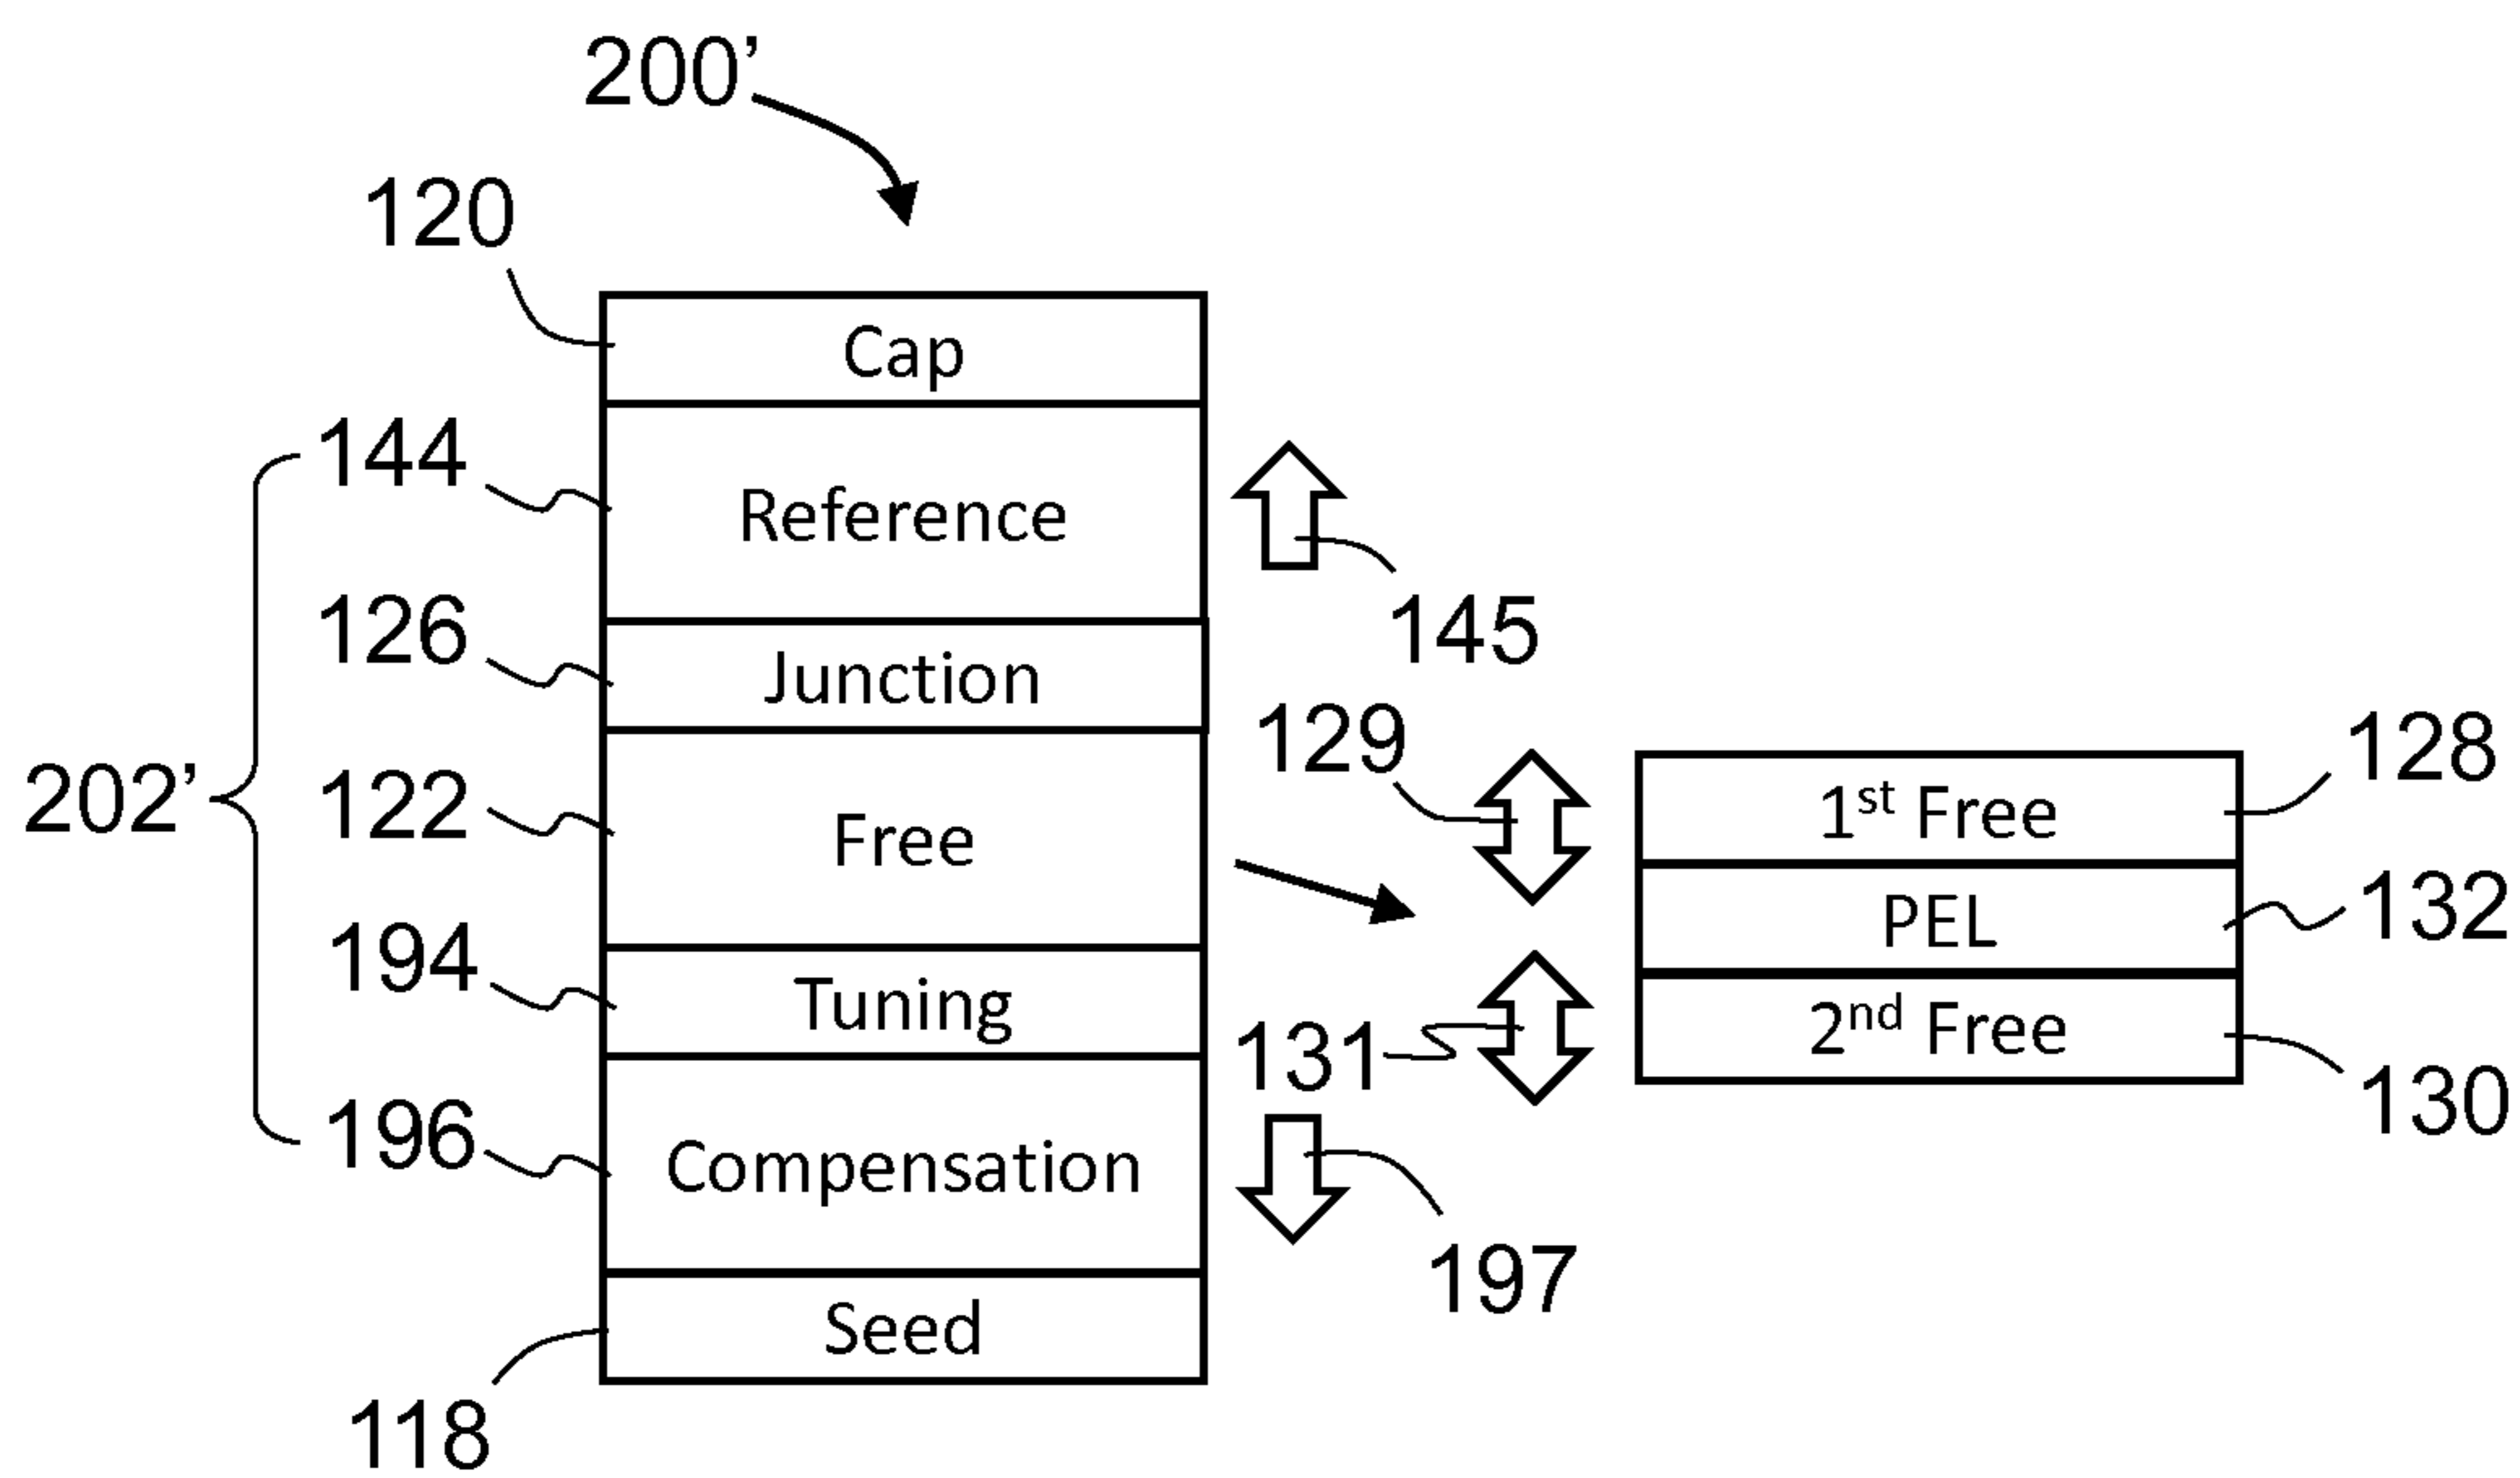 200’
120
Cap
144
Reference
145
126
Junction
129
128
1st Free
202’
122
Free
132
PEL
194
Tuning
131
2nd Free
130
196
Compensation
197
Seed
118